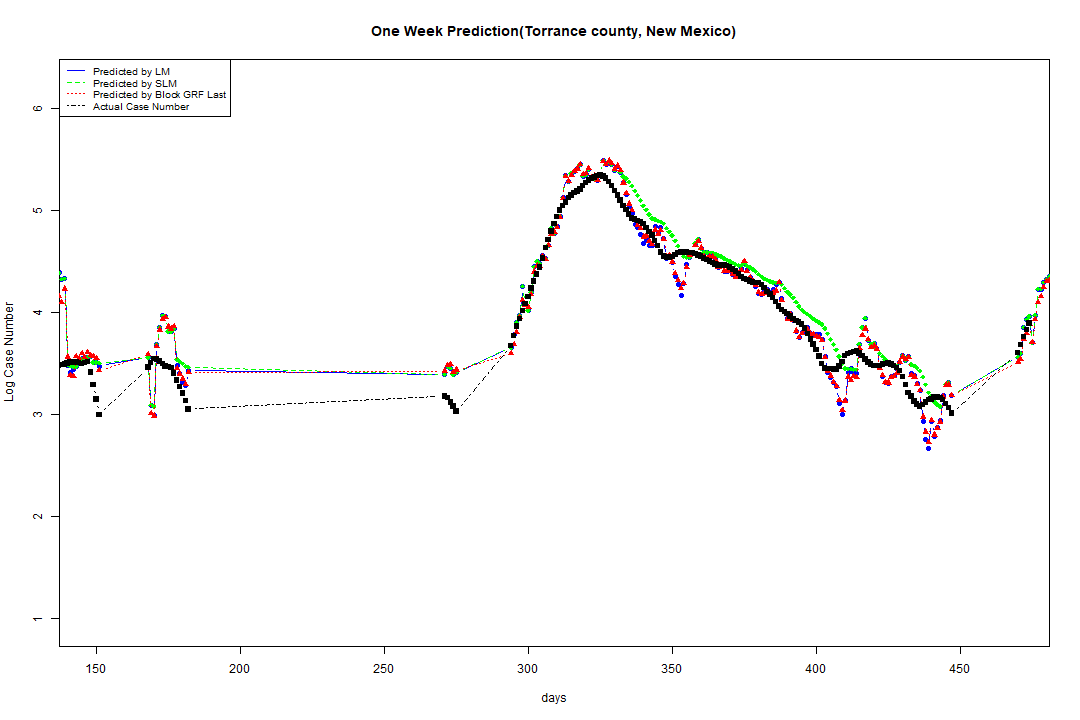 One Week Prediction(Torrance county, New Mexico)
Predicted by LM
Predicted by SLM
Predicted by Block GRF Last
Actual Case Number
Log Case Number
6
5
4
3
2
1
150 200 250 300 350 400 450
days